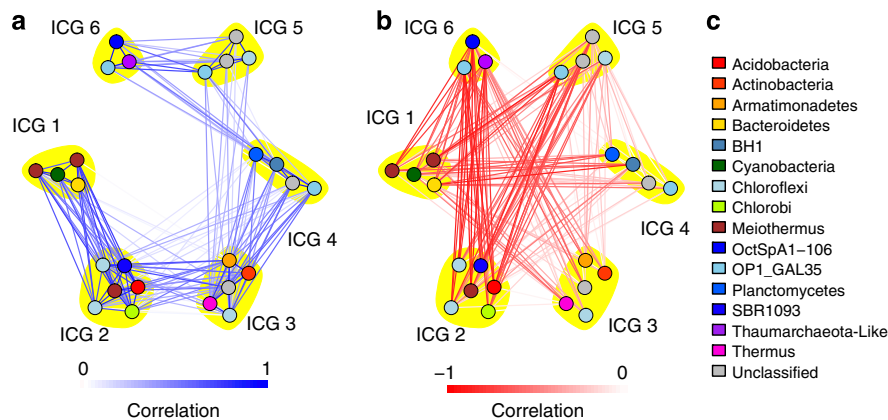 a
ICG 6
ICG 5
ICG 1
ICG 4
ICG 2
ICG 3
0
1
Correlation
b
ICG 6
ICG 5
ICG 1
ICG 4
ICG 2
ICG 3
−1
0
Correlation
c
Acidobacteria
Actinobacteria
Armatimonadetes
Bacteroidetes
BH1
Cyanobacteria
Chloroflexi
Chlorobi
Meiothermus
OctSpA1−106
OP1_GAL35
Planctomycetes
SBR1093
Thaumarchaeota-Like
Thermus
Unclassified